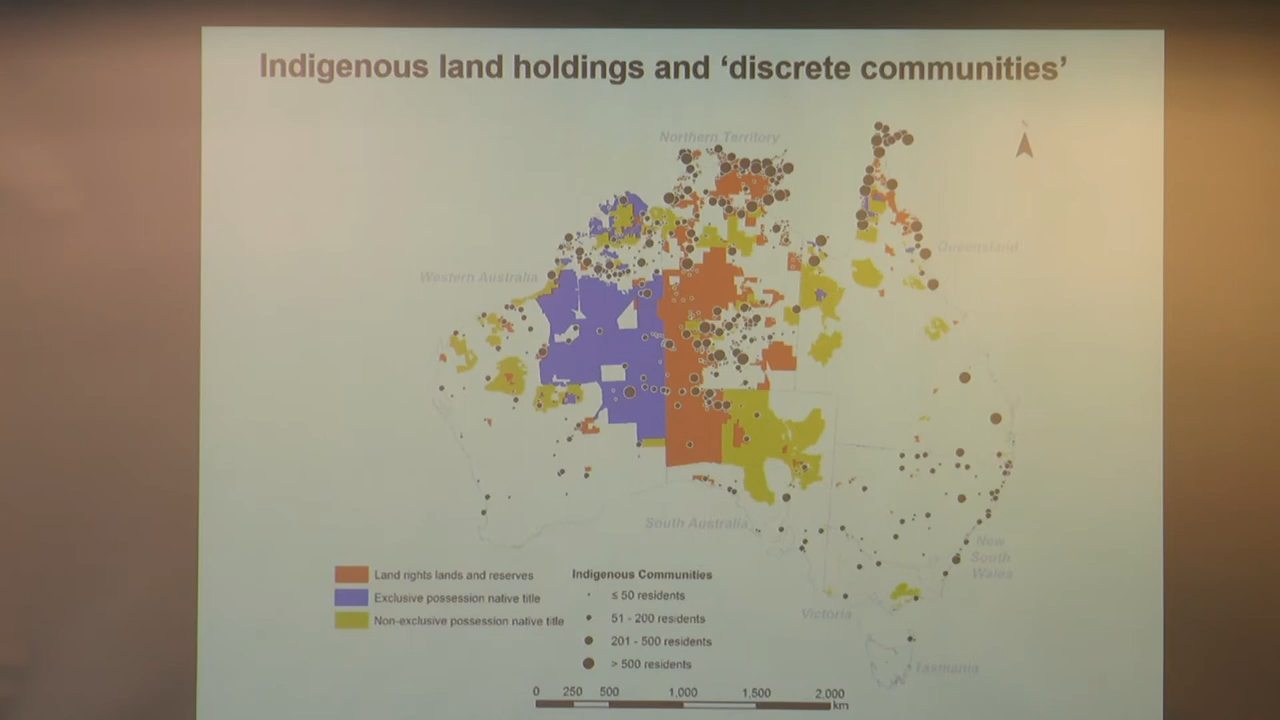 Indigenous land holdings and ‘discrete communities’
Northern Territory
N
Queensland
Western Australia
South Australia
New
South
Wales
Victoria
Tasmania
Land rights lands and reserves
Exclusive possession native title
Non-exclusive possession native title
Indigenous Communities
≤ 50 residents
51 - 200 residents
201 - 500 residents
> 500 residents
0 250 500 1,000 1,500 2,000
km